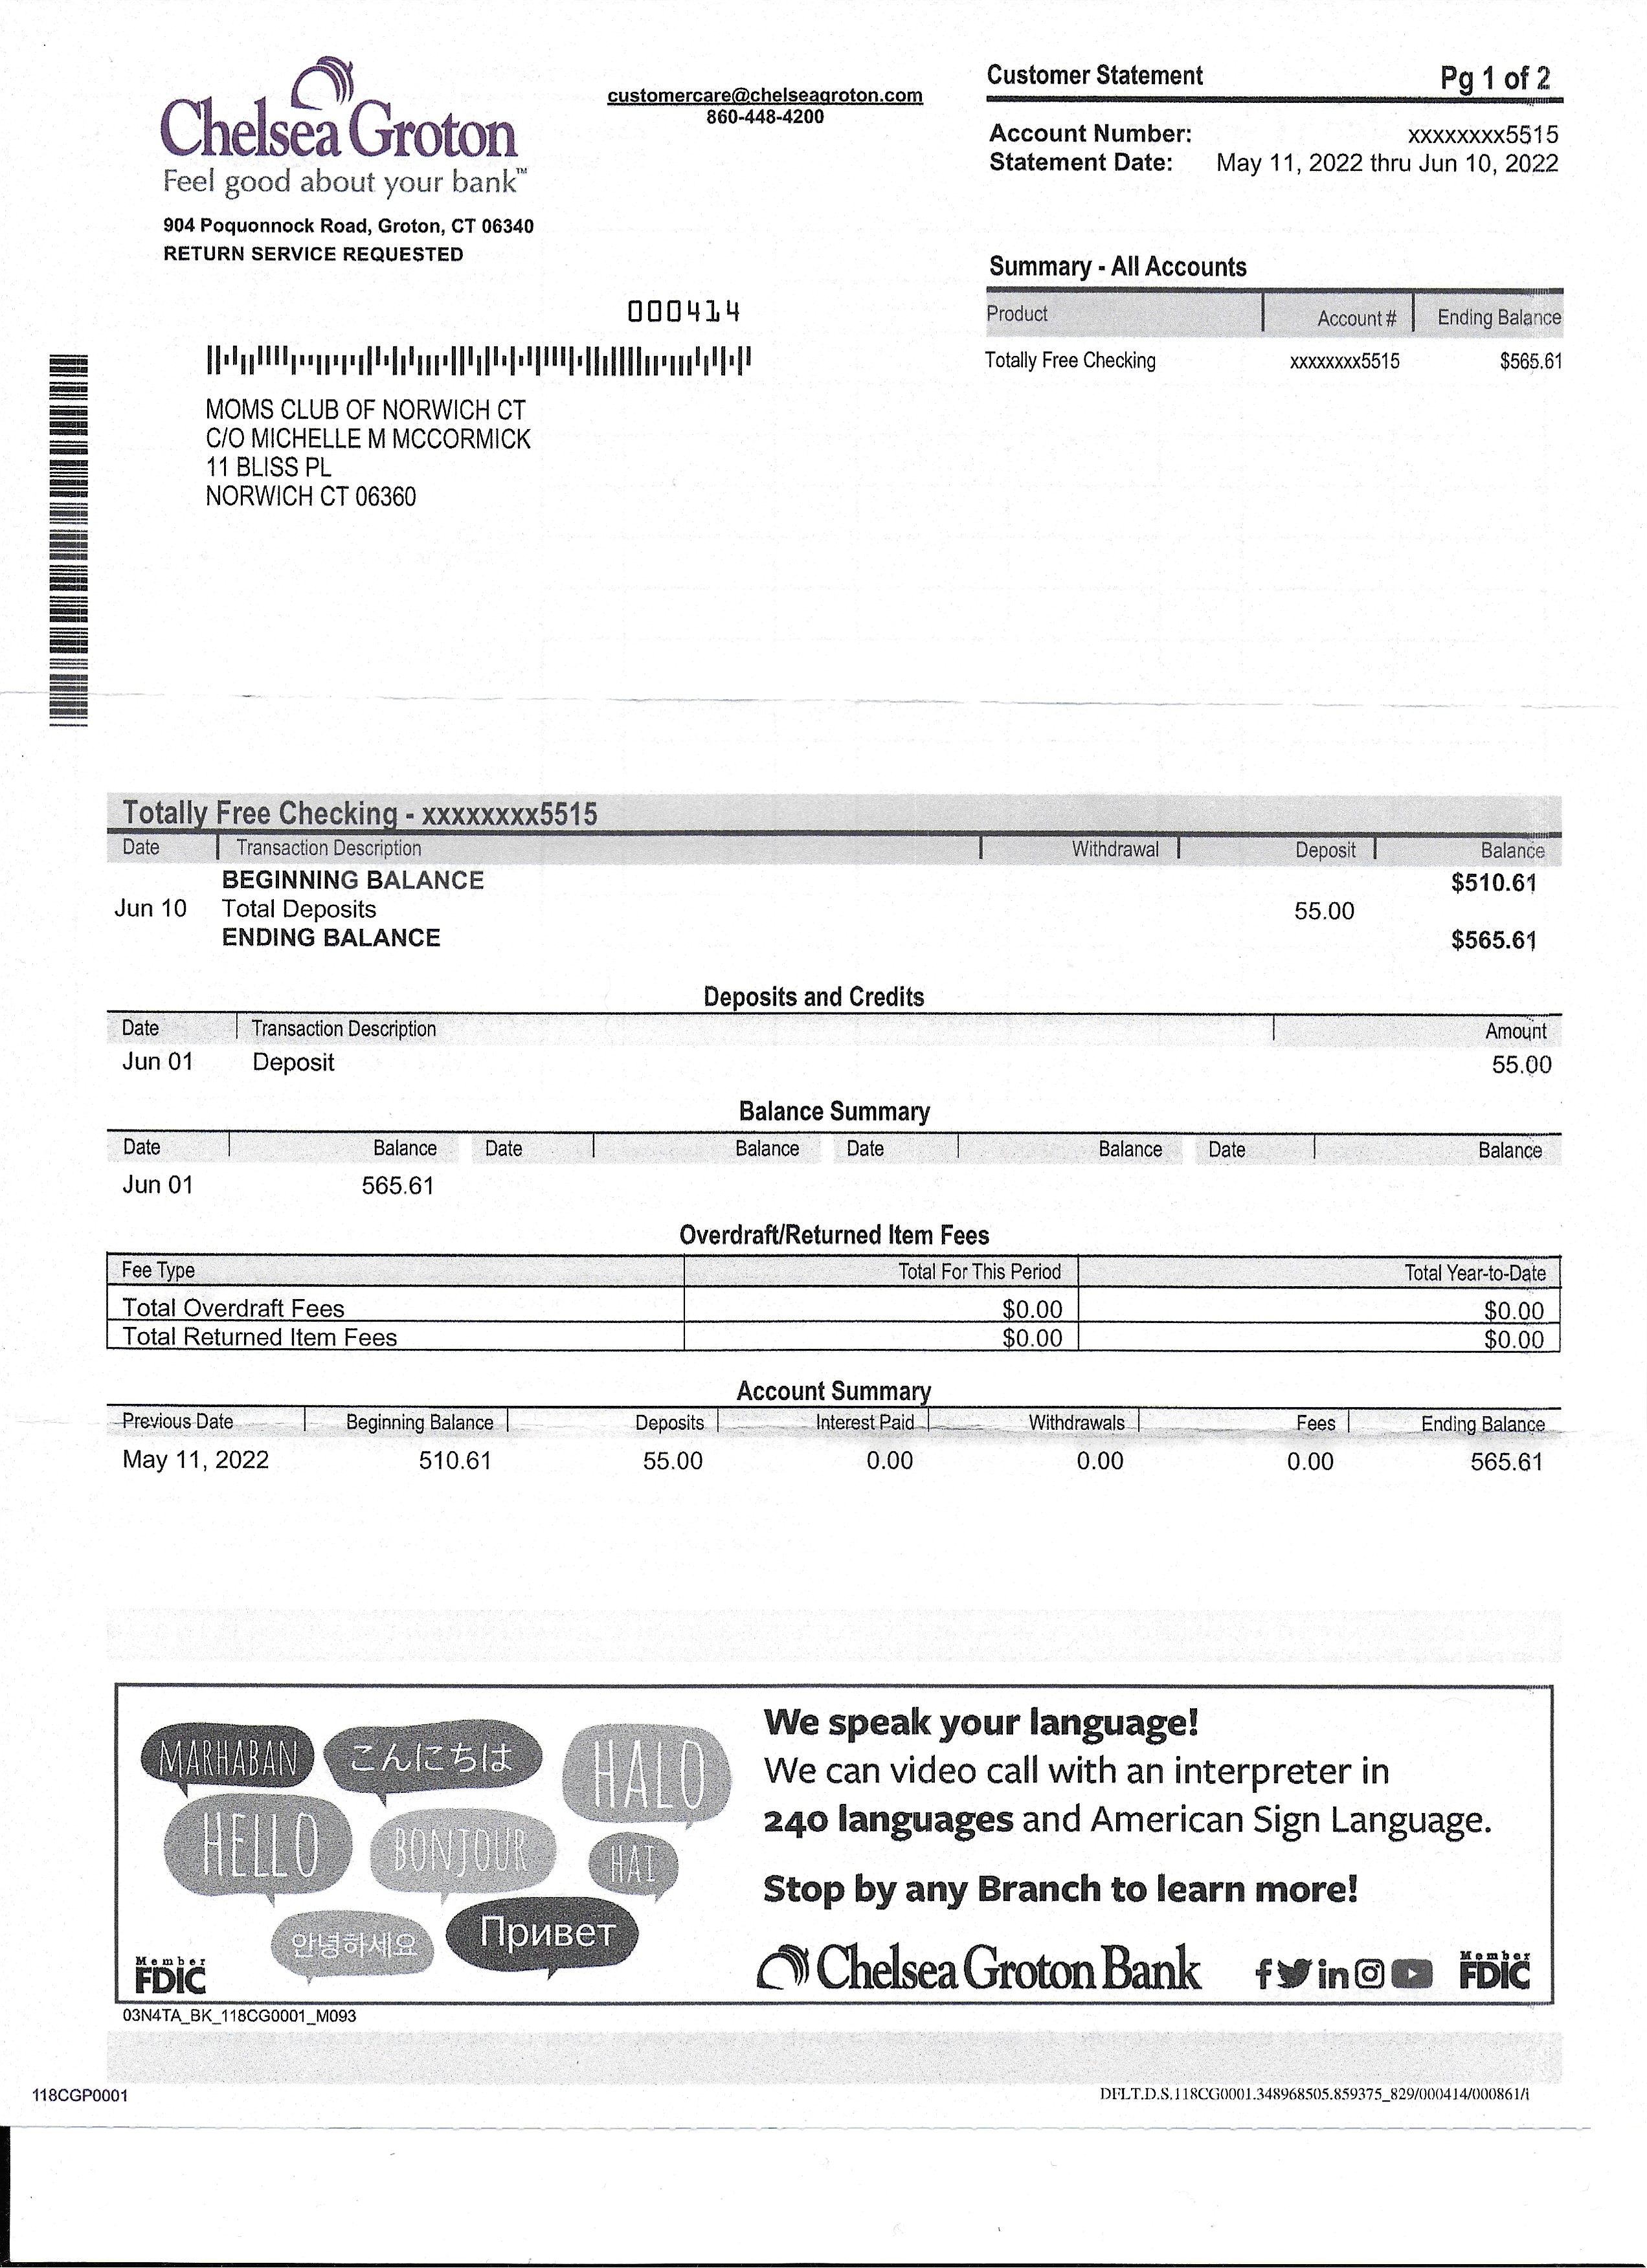 Chelsea Groton
Feel good about your bank™
904 Poquonnock Road, Groton, CT 06340
RETURN SERVICE REQUESTED
customercare@chelseagroton.com
860-448-4200
Customer Statement Pg 1 of 2
Account Number: xxxxxxxx5515
Statement Date: May 11, 2022 thru Jun 10, 2022
Summary - All Accounts
Product Account # Ending Balance
Totally Free Checking xxxxxxxx5515 $565.61
000414
MOMS CLUB OF NORWICH CT
C/O MICHELLE M MCCORMICK
11 BLISS PL
NORWICH CT 06360
Totally Free Checking - xxxxxxxx5515
Date Transaction Description Withdrawal Deposit Balance
BEGINNING BALANCE $510.61
Jun 10 Total Deposits 55.00
ENDING BALANCE $565.61
Deposits and Credits
Date Transaction Description Amount
Jun 01 Deposit 55.00
Balance Summary
Date Balance Date Balance Date Balance Date Balance
Jun 01 565.61
Overdraft/Returned Item Fees
Fee Type Total For This Period Total Year-to-Date
Total Overdraft Fees $0.00 $0.00
Total Returned Item Fees $0.00 $0.00
Account Summary
Previous Date Beginning Balance Deposits Interest Paid Withdrawals Fees Ending Balance
May 11, 2022 510.61 55.00 0.00 0.00 0.00 565.61
MARHABAN こんにちは HALO
HELLO BONJOUR HAI
안녕하세요 Привет
Member
FDIC
We speak your language!
We can video call with an interpreter in
240 languages and American Sign Language.
Stop by any Branch to learn more!
Chelsea Groton Bank
Member
FDIC
03N4TA_BK_118CG0001_M093
118CGP0001
DFLT.D.S.118CG0001.348968505.859375_829/000414/000861/i